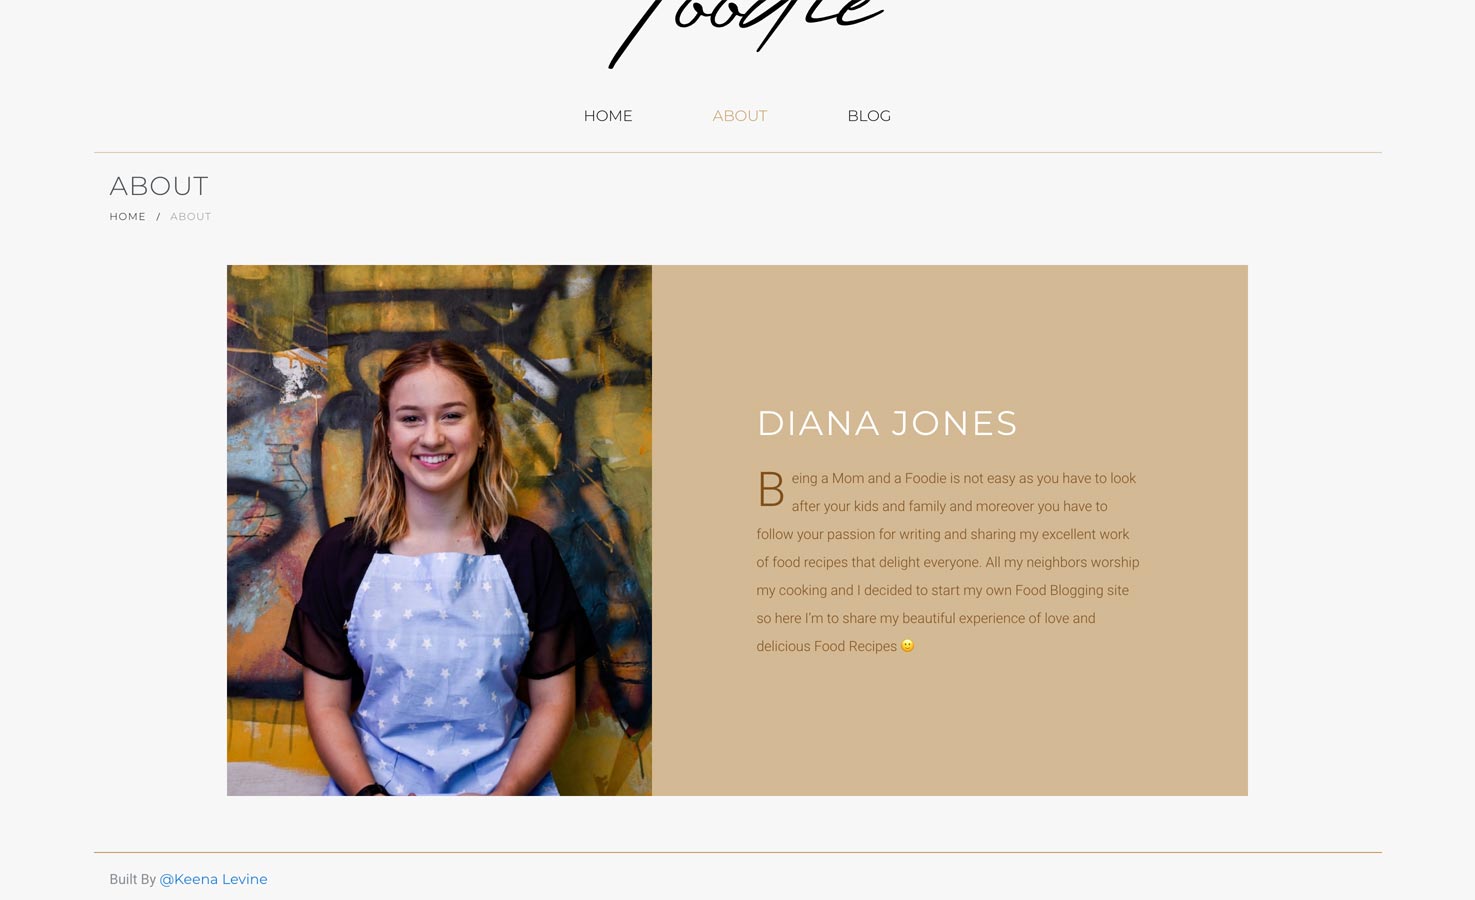 foodie
HOME ABOUT BLOG
ABOUT
HOME / ABOUT
DIANA JONES
Being a Mom and a Foodie is not easy as you have to look
after your kids and family and moreover you have to
follow your passion for writing and sharing my excellent work
of food recipes that delight everyone. All my neighbors worship
my cooking and I decided to start my own Food Blogging site
so here I'm to share my beautiful experience of love and
delicious Food Recipes 🙂
Built By @Keena Levine